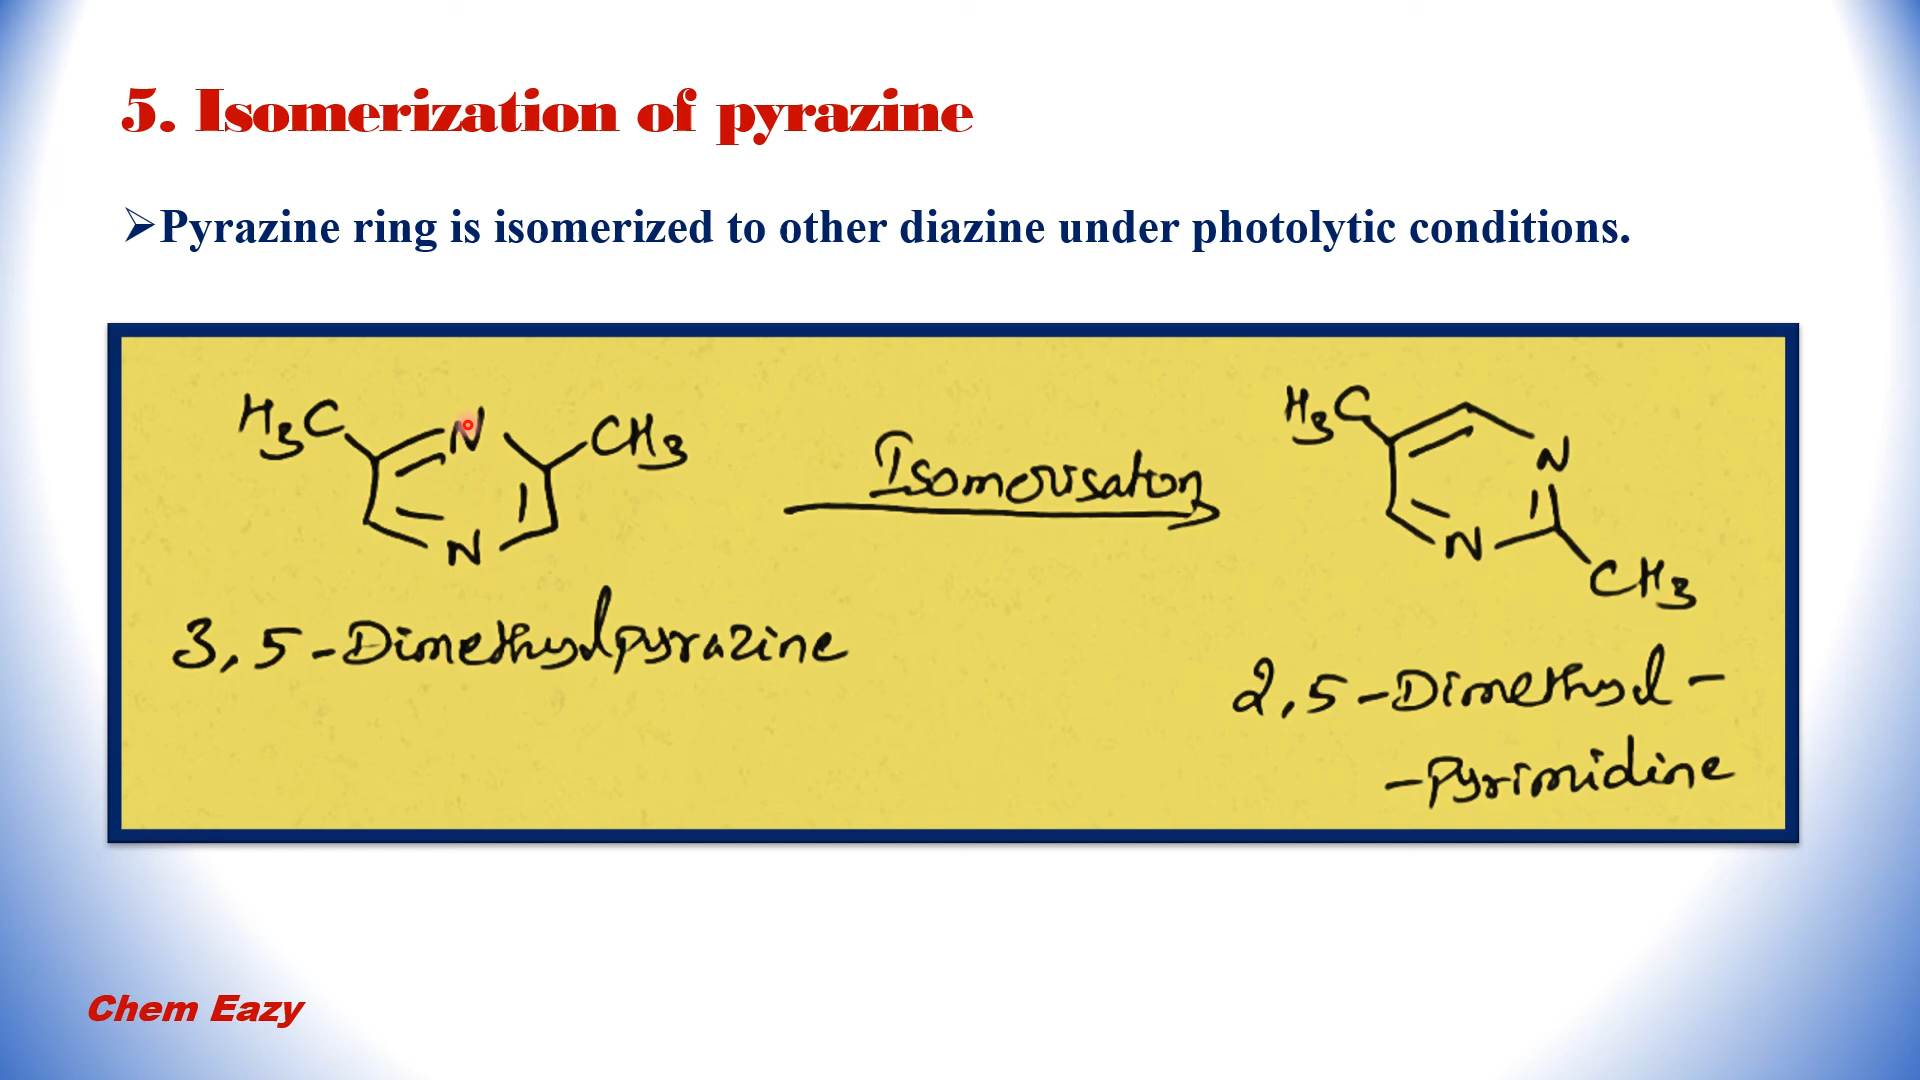 5. Isomerization of pyrazine
➢Pyrazine ring is isomerized to other diazine under photolytic conditions.
H3C N CH3
N
Isomerisation
H3C
N
N
CH3
3,5-Dimethylpyrazine
2,5-Dimethyl-
-Pyrimidine
Chem Eazy